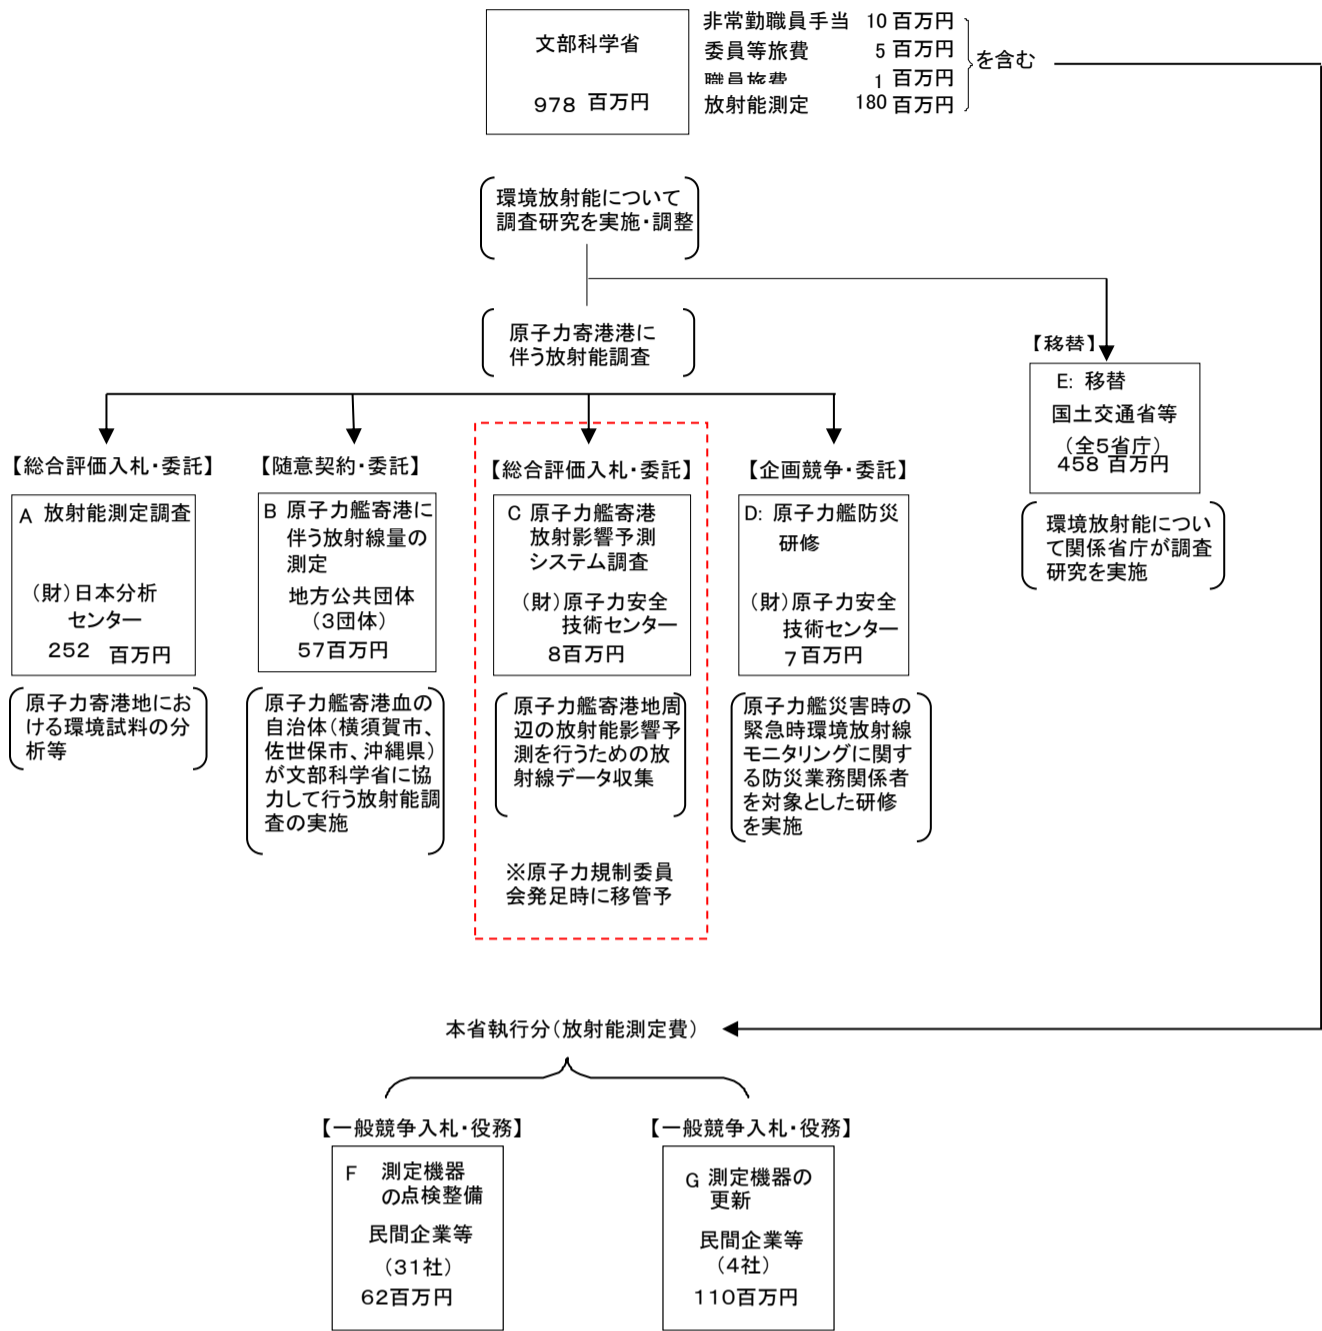 文部科学省
978 百万円
非常勤職員手当 10 百万円
委員等旅費 5 百万円
職員旅費 1 百万円
放射能測定 180 百万円
を含む
環境放射能について
調査研究を実施・調整
原子力寄港港に
伴う放射能調査
【移替】
E: 移替
国土交通省等
（全5省庁）
458 百万円
環境放射能につい
て関係省庁が調査
研究を実施
【総合評価入札・委託】
A 放射能測定調査
（財）日本分析
センター
252 百万円
原子力寄港地にお
ける環境試料の分
析等
【随意契約・委託】
B 原子力艦寄港に
伴う放射線量の
測定
地方公共団体
（3団体）
57百万円
原子力艦寄港血の
自治体（横須賀市、
佐世保市、沖縄県）
が文部科学省に協
力して行う放射能調
査の実施
【総合評価入札・委託】
C 原子力艦寄港
放射影響予測
システム調査
（財）原子力安全
技術センター
8百万円
原子力艦寄港地周
辺の放射能影響予
測を行うための放
射線データ収集
※原子力規制委員
会発足時に移管予
【企画競争・委託】
D: 原子力艦防災
研修
（財）原子力安全
技術センター
7 百万円
原子力艦災害時の
緊急時環境放射線
モニタリングに関す
る防災業務関係者
を対象とした研修
を実施
本省執行分（放射能測定費）
【一般競争入札・役務】
F 測定機器
の点検整備
民間企業等
（31社）
62百万円
【一般競争入札・役務】
G 測定機器の
更新
民間企業等
（4社）
110百万円